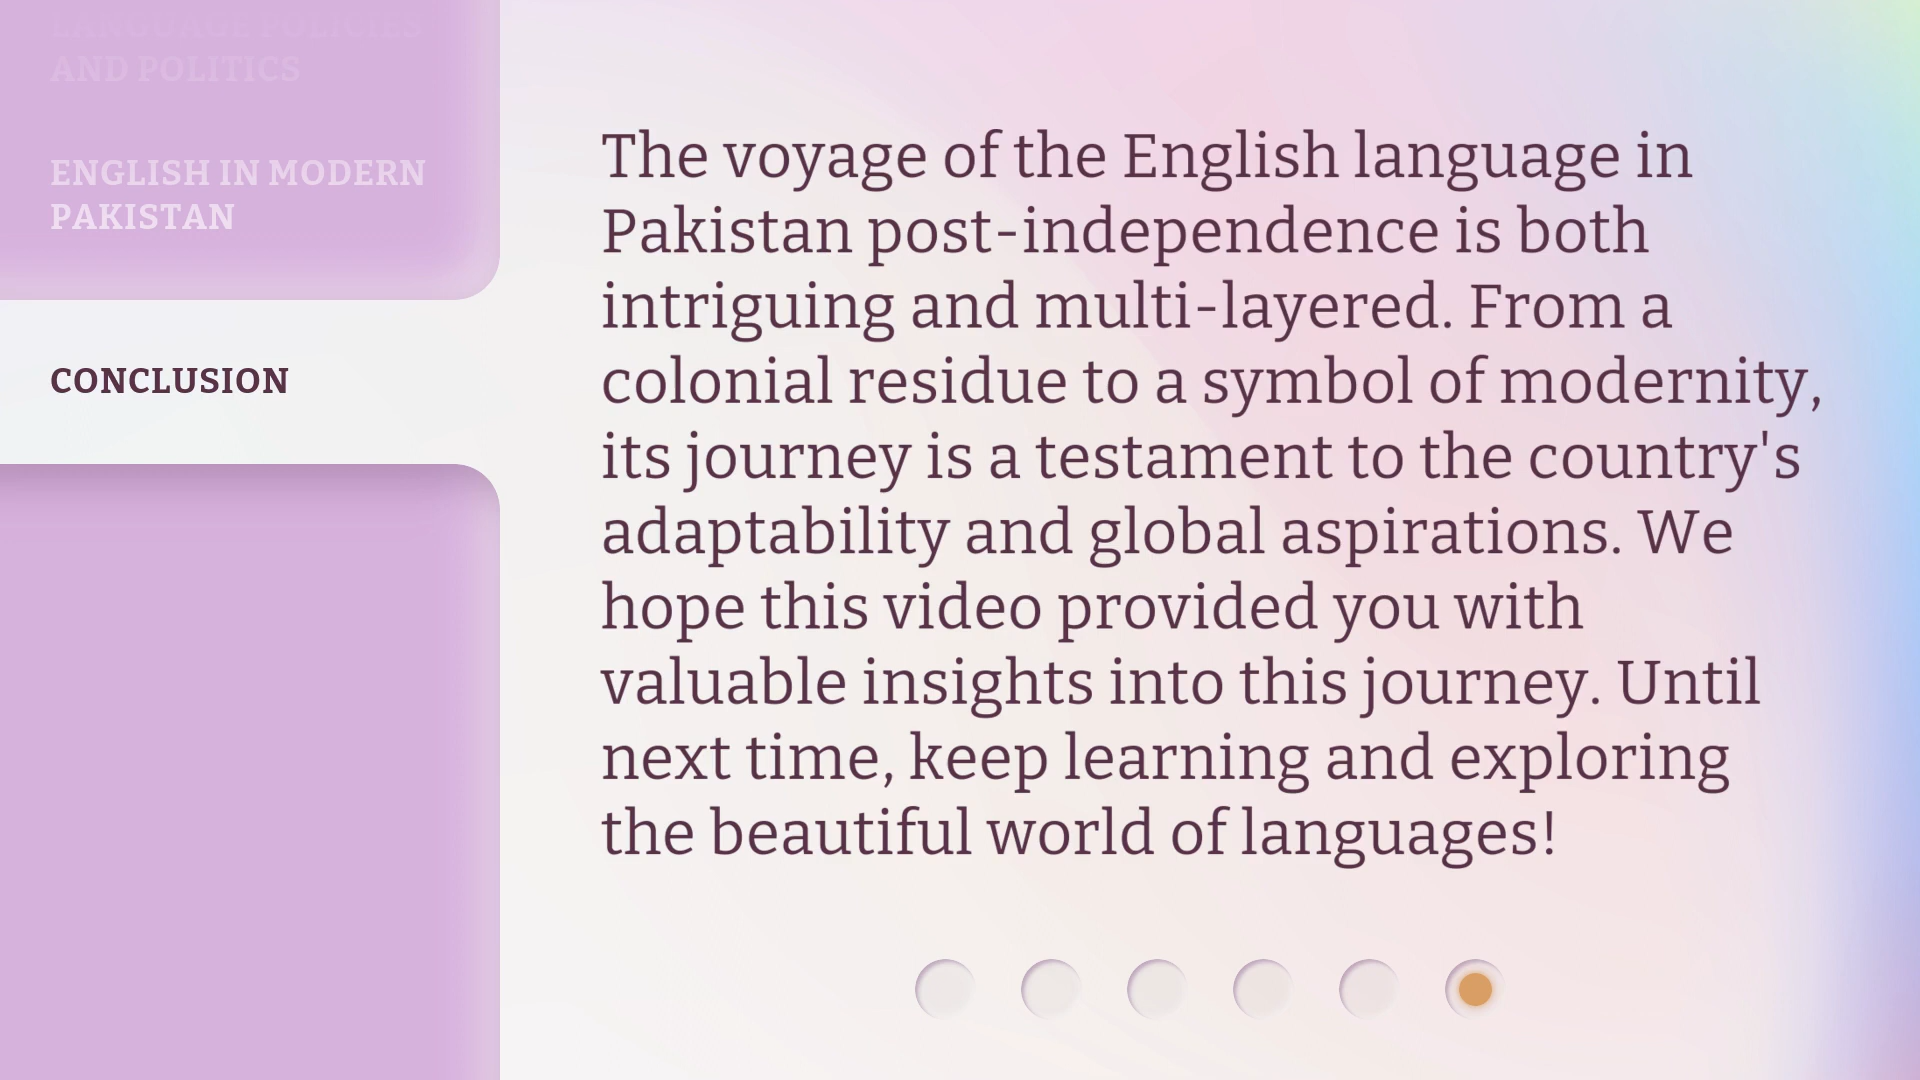 LANGUAGE POLICIES
AND POLITICS
ENGLISH IN MODERN
PAKISTAN
CONCLUSION
The voyage of the English language in
Pakistan post-independence is both
intriguing and multi-layered. From a
colonial residue to a symbol of modernity,
its journey is a testament to the country's
adaptability and global aspirations. We
hope this video provided you with
valuable insights into this journey. Until
next time, keep learning and exploring
the beautiful world of languages!